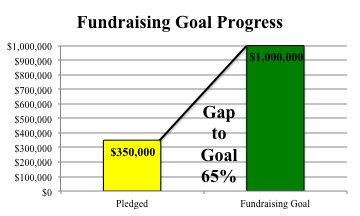 Fundraising Goal Progress
$1,000,000
$900,000
$800,000
$700,000
$600,000
$500,000
$400,000
$300,000
$200,000
$100,000
$0
$350,000
Gap
to
Goal
65%
$1,000,000
Pledged
Fundraising Goal